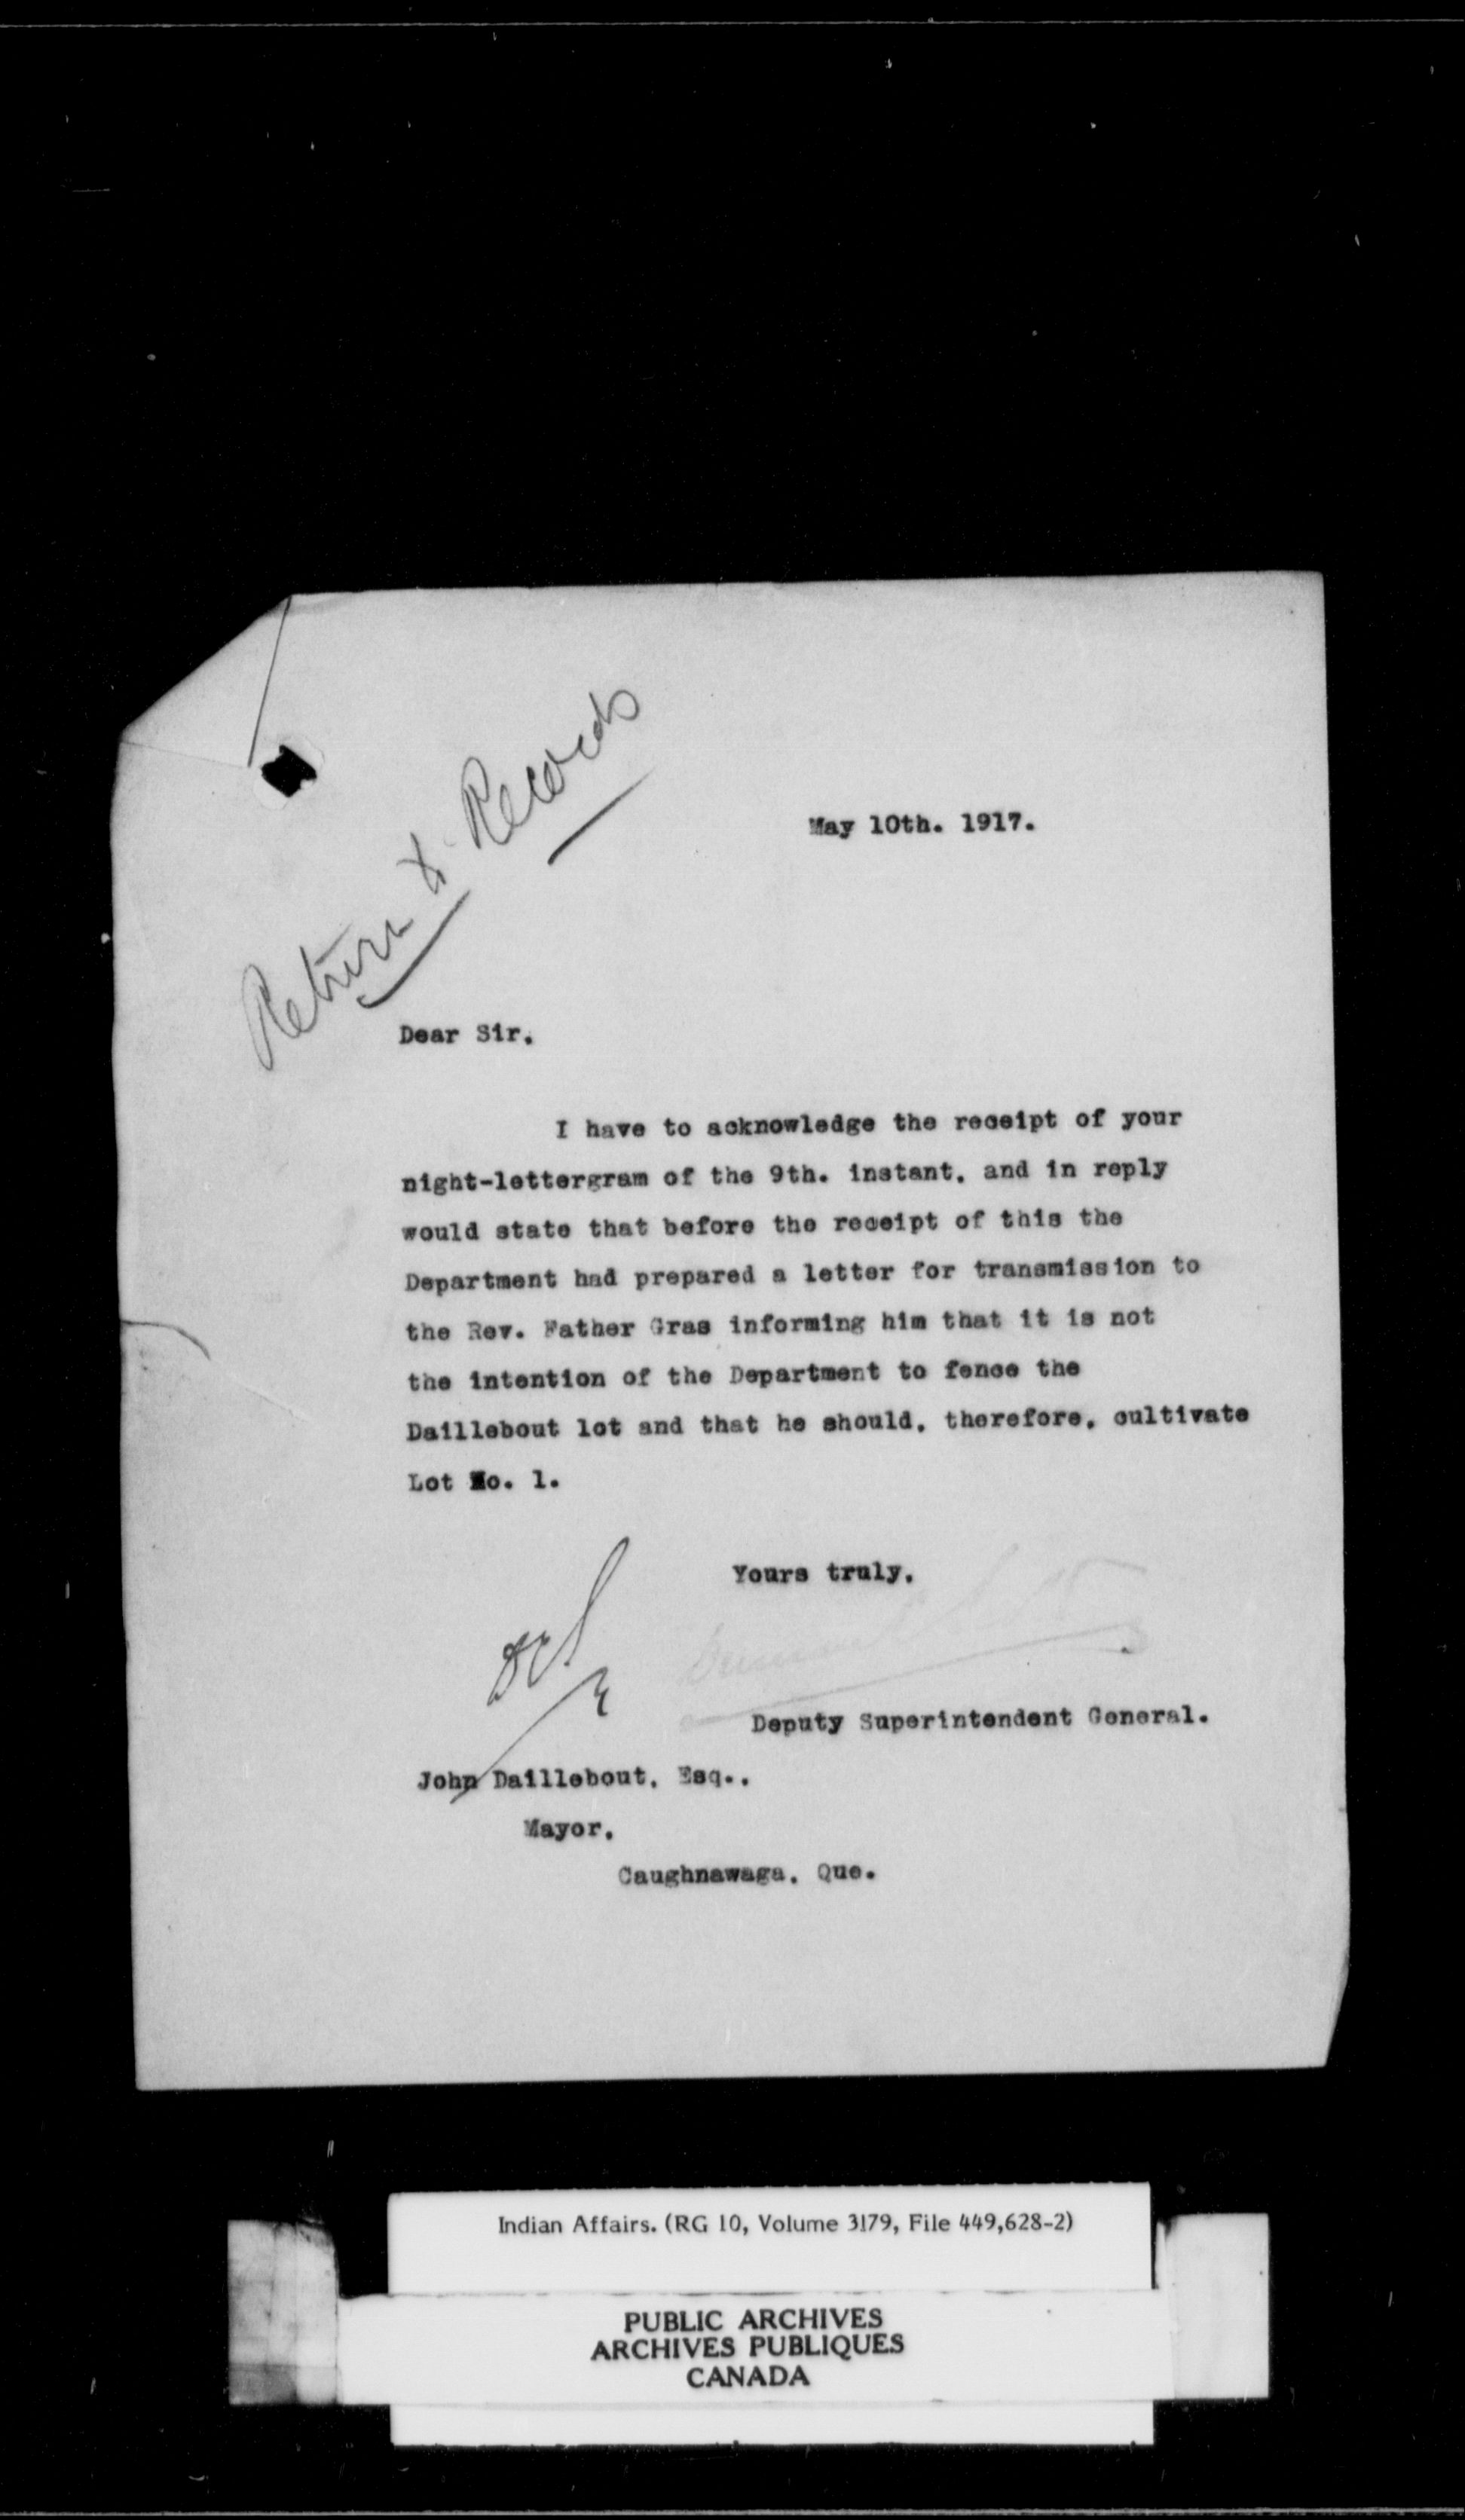 Return to Records
May 10th. 1917.
Dear Sir,
I have to acknowledge the receipt of your
night-lettergram of the 9th. instant, and in reply
would state that before the receipt of this the
Department had prepared a letter for transmission to
the Rev. Father Gras informing him that it is not
the intention of the Department to fence the
Daillebout lot and that he should, therefore, cultivate
Lot No. 1.
Yours truly,
Deputy Superintendent General.
John Daillebout, Esq.,
Mayor,
Caughnawaga, Que.
Indian Affairs. (RG 10, Volume 3179, File 449,628-2)
PUBLIC ARCHIVES
ARCHIVES PUBLIQUES
CANADA